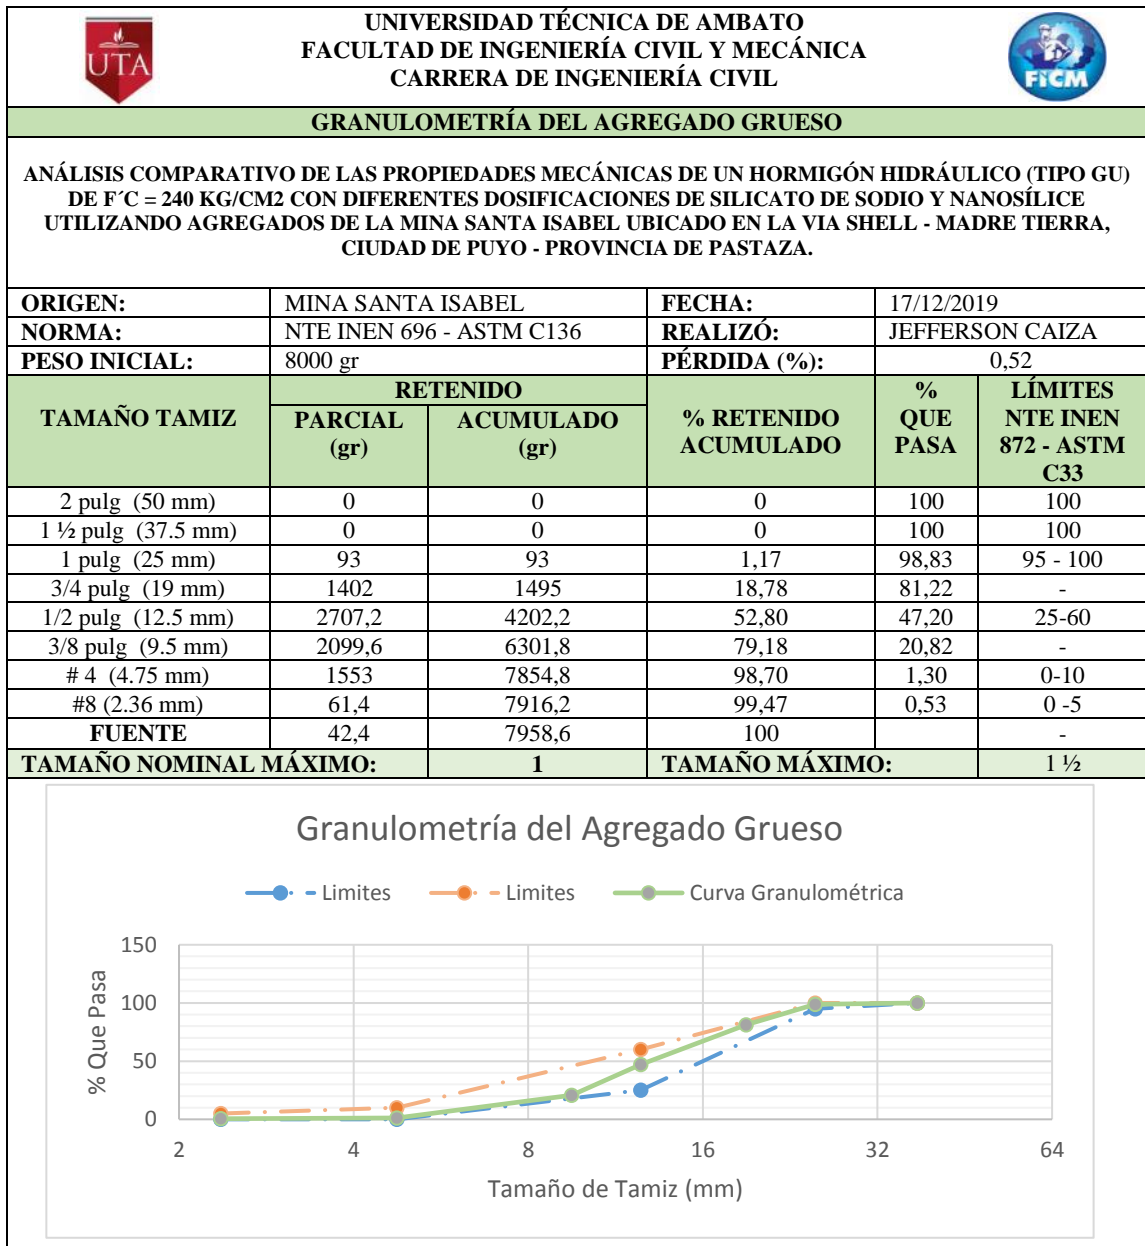 UTA
UNIVERSIDAD TÉCNICA DE AMBATO
FACULTAD DE INGENIERÍA CIVIL Y MECÁNICA
CARRERA DE INGENIERÍA CIVIL
FICM
GRANULOMETRÍA DEL AGREGADO GRUESO
ANÁLISIS COMPARATIVO DE LAS PROPIEDADES MECÁNICAS DE UN HORMIGÓN HIDRÁULICO (TIPO GU)
DE F´C = 240 KG/CM2 CON DIFERENTES DOSIFICACIONES DE SILICATO DE SODIO Y NANOSÍLICE
UTILIZANDO AGREGADOS DE LA MINA SANTA ISABEL UBICADO EN LA VIA SHELL - MADRE TIERRA,
CIUDAD DE PUYO - PROVINCIA DE PASTAZA.
ORIGEN: MINA SANTA ISABEL FECHA: 17/12/2019
NORMA: NTE INEN 696 - ASTM C136 REALIZÓ: JEFFERSON CAIZA
PESO INICIAL: 8000 gr PÉRDIDA (%): 0,52
TAMAÑO TAMIZ
RETENIDO
PARCIAL
(gr)
ACUMULADO
(gr)
% RETENIDO
ACUMULADO
%
QUE
PASA
LÍMITES
NTE INEN
872 - ASTM
C33
2 pulg (50 mm) 0 0 0 100 100
1 ½ pulg (37.5 mm) 0 0 0 100 100
1 pulg (25 mm) 93 93 1,17 98,83 95 - 100
3/4 pulg (19 mm) 1402 1495 18,78 81,22 -
1/2 pulg (12.5 mm) 2707,2 4202,2 52,80 47,20 25-60
3/8 pulg (9.5 mm) 2099,6 6301,8 79,18 20,82 -
# 4 (4.75 mm) 1553 7854,8 98,70 1,30 0-10
#8 (2.36 mm) 61,4 7916,2 99,47 0,53 0 -5
FUENTE 42,4 7958,6 100 -
TAMAÑO NOMINAL MÁXIMO: 1 TAMAÑO MÁXIMO: 1 ½
Granulometría del Agregado Grueso
Limites Limites Curva Granulométrica
% Que Pasa
150
100
50
0
2 4 8 16 32 64
Tamaño de Tamiz (mm)